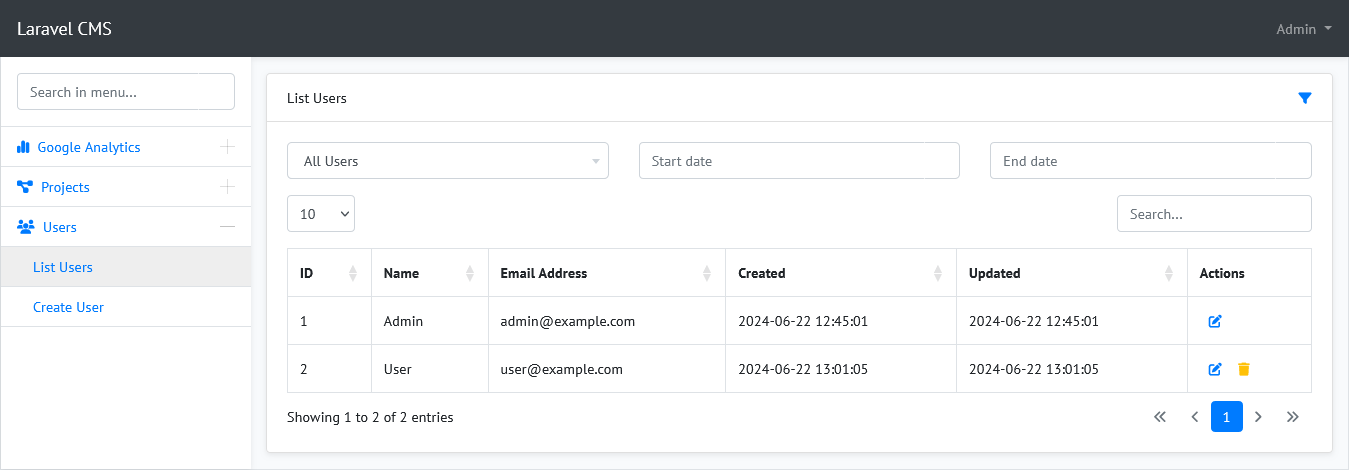 Laravel CMS
Admin
Search in menu...
Google Analytics
Projects
Users
List Users
Create User
List Users
All Users
Start date
End date
10
Search...
ID Name Email Address Created Updated Actions
1 Admin admin@example.com 2024-06-22 12:45:01 2024-06-22 12:45:01
2 User user@example.com 2024-06-22 13:01:05 2024-06-22 13:01:05
Showing 1 to 2 of 2 entries
1